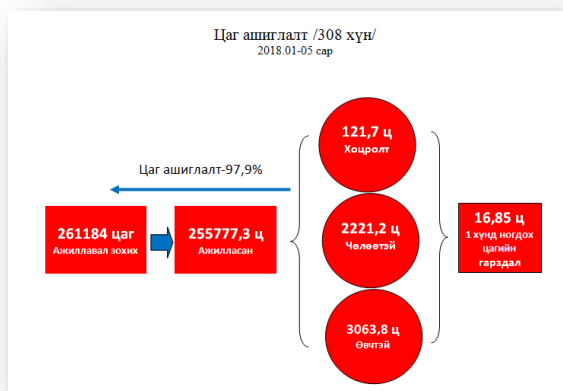 Цаг ашиглалт /308 хүн/
2018.01-05 сар
121,7 ц
Хоцролт
Цаг ашиглалт-97,9%
261184 цаг
Ажиллавал зохих
255777,3 ц
Ажилласан
2221,2 ц
Чөлөөтэй
16,85 ц
1 хүнд ногдох
цагийн
гарздал
3063,8 ц
Өвчтэй